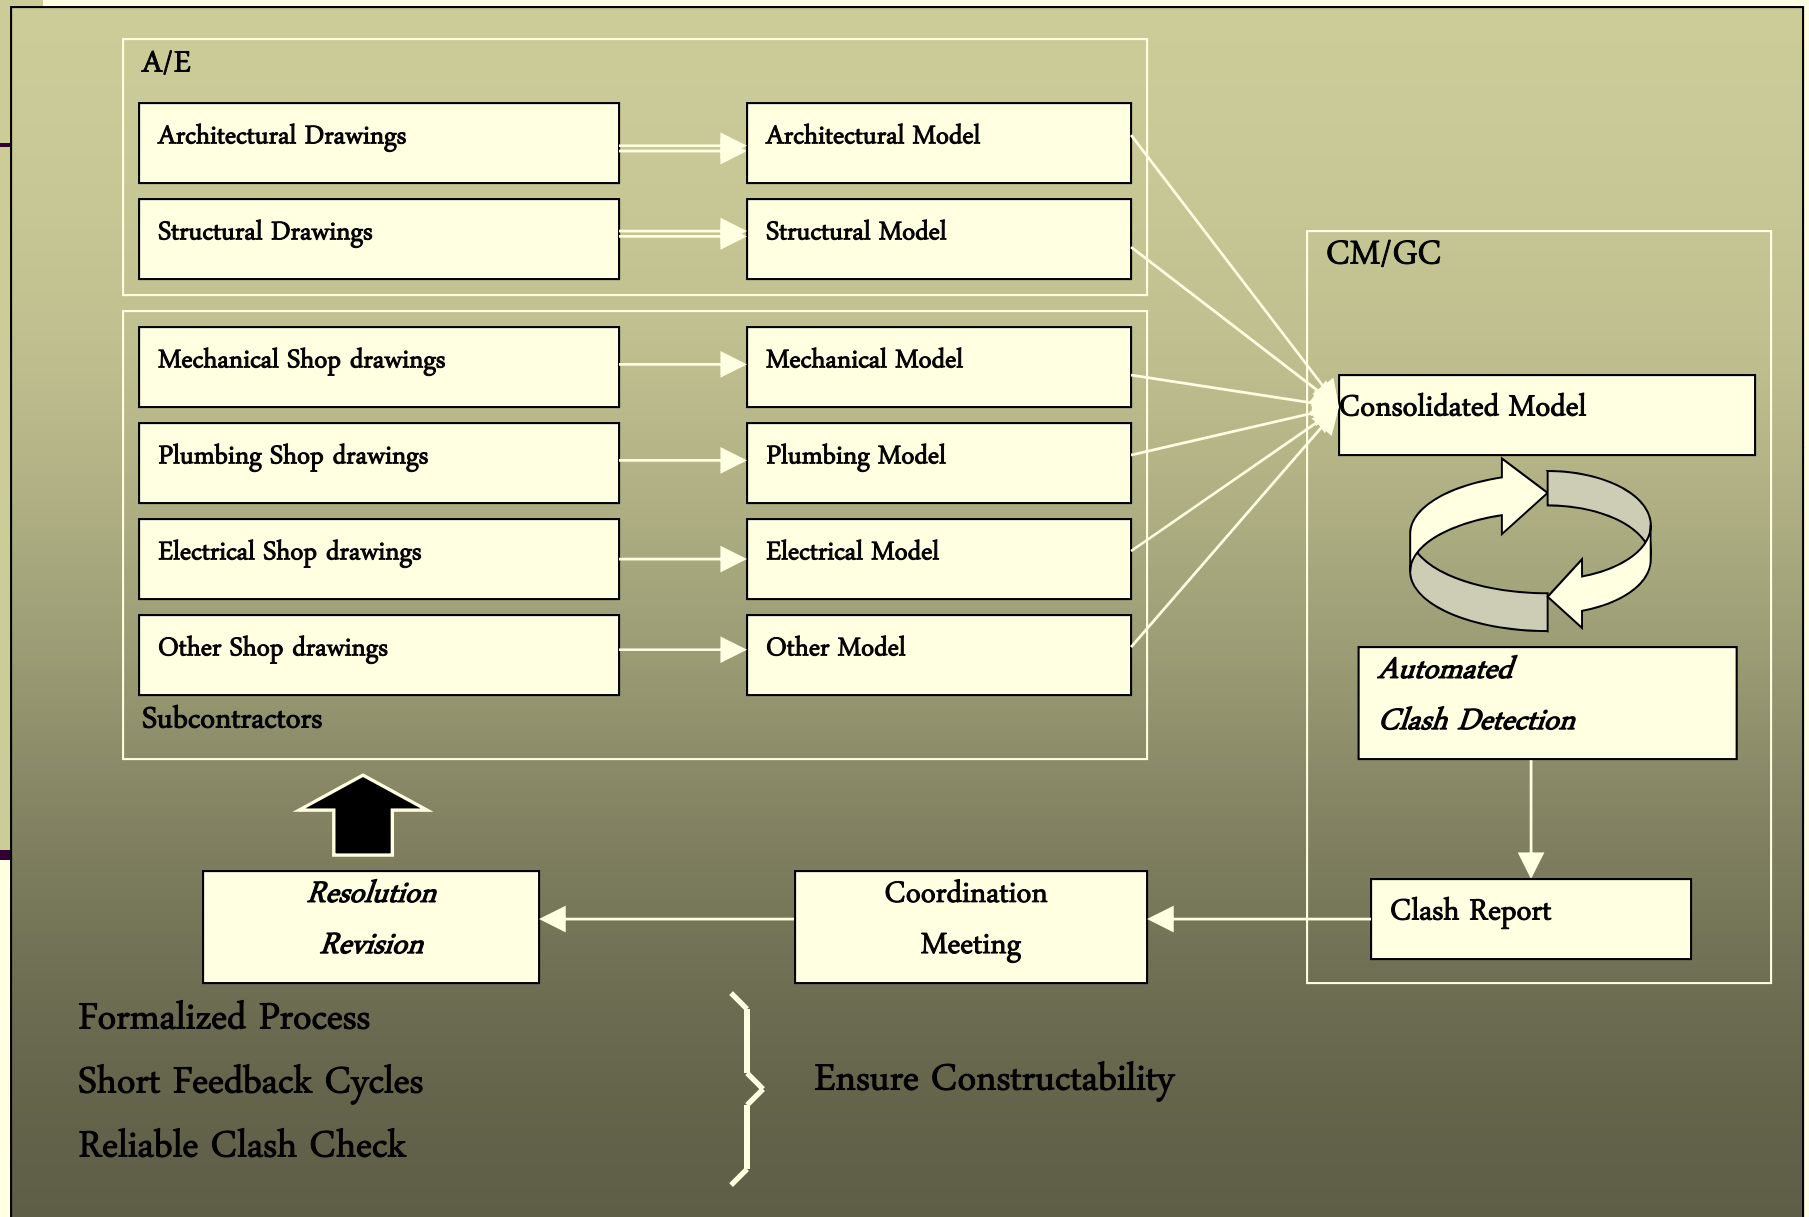 A/E
Architectural Drawings
Architectural Model
Structural Drawings
Structural Model
CM/GC
Mechanical Shop drawings
Mechanical Model
Consolidated Model
Plumbing Shop drawings
Plumbing Model
Electrical Shop drawings
Electrical Model
Other Shop drawings
Other Model
Automated
Clash Detection
Subcontractors
Resolution
Revision
Coordination
Meeting
Clash Report
Formalized Process
Short Feedback Cycles
Reliable Clash Check
Ensure Constructability